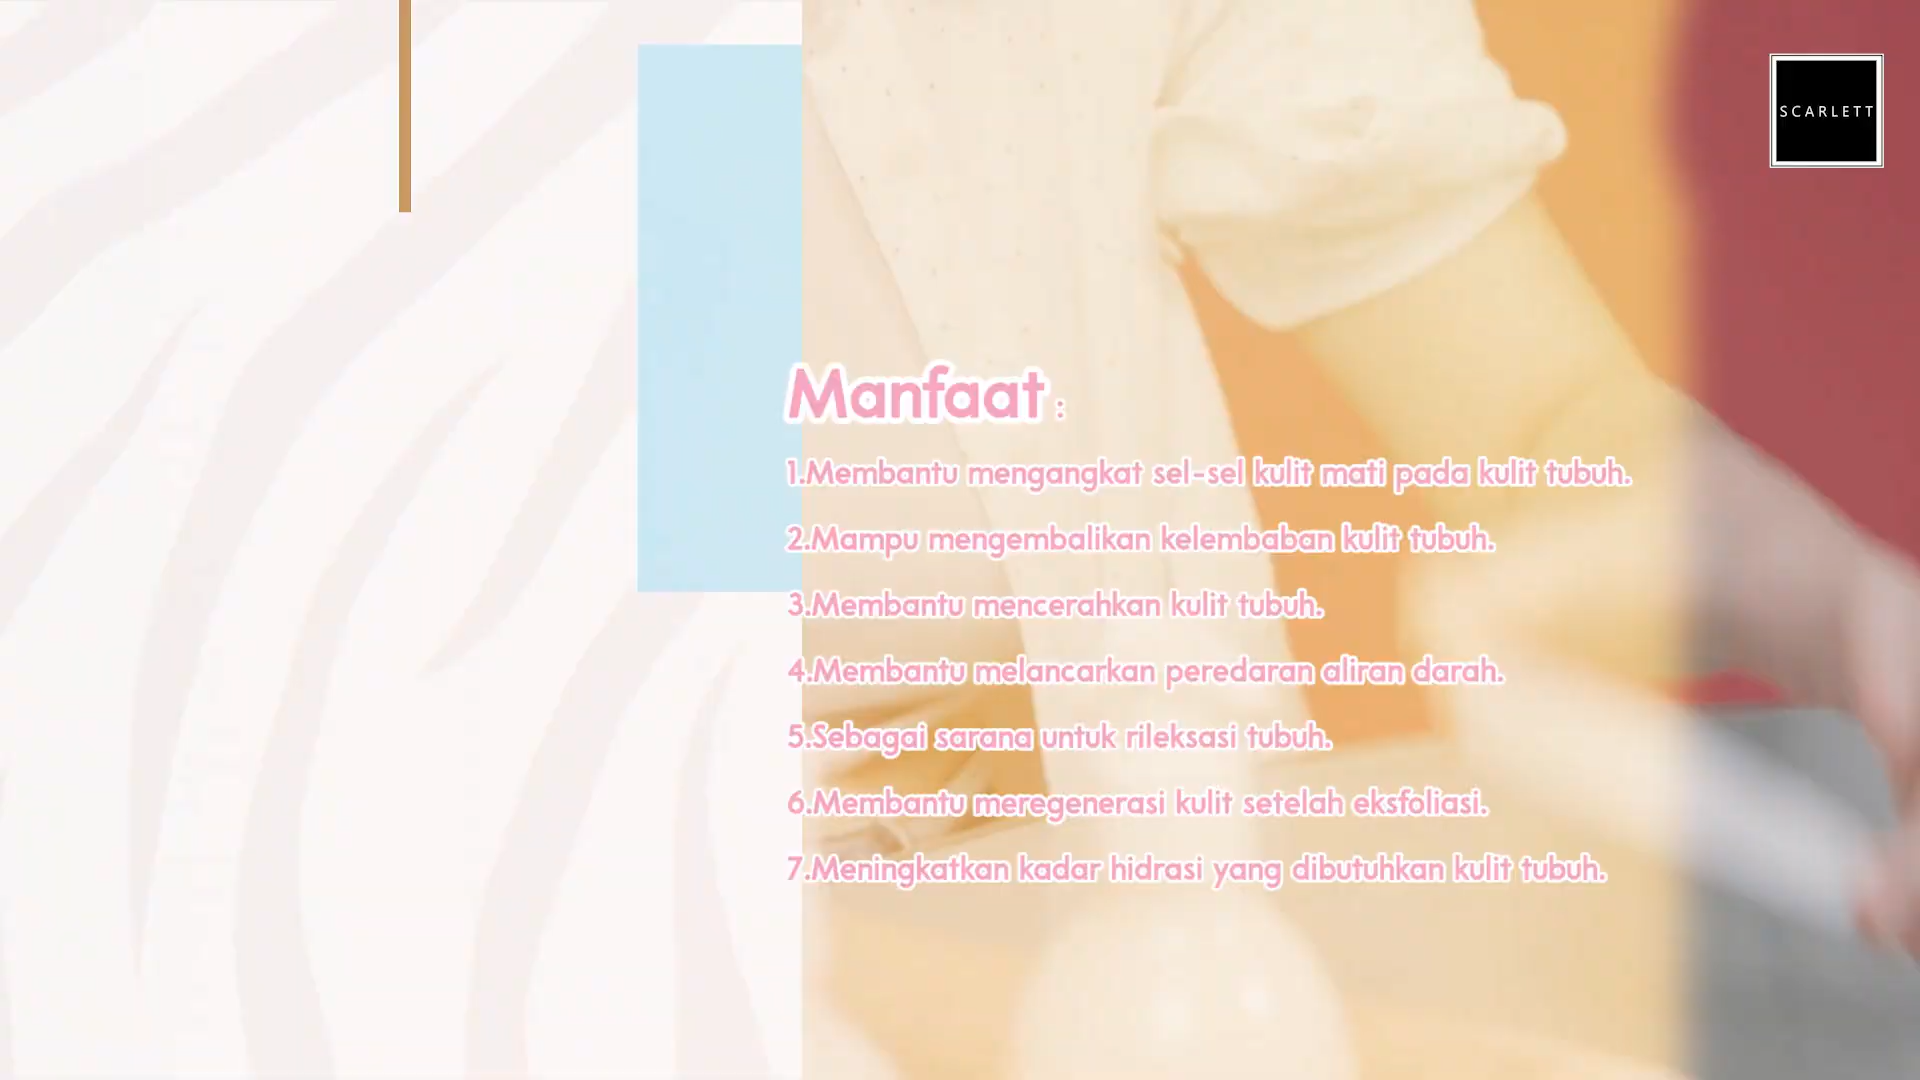 SCARLETT
Manfaat :
1.Membantu mengangkat sel-sel kulit mati pada kulit tubuh.
2.Mampu mengembalikan kelembaban kulit tubuh.
3.Membantu mencerahkan kulit tubuh.
4.Membantu melancarkan peredaran aliran darah.
5.Sebagai sarana untuk rileksasi tubuh.
6.Membantu meregenerasi kulit setelah eksfoliasi.
7.Meningkatkan kadar hidrasi yang dibutuhkan kulit tubuh.